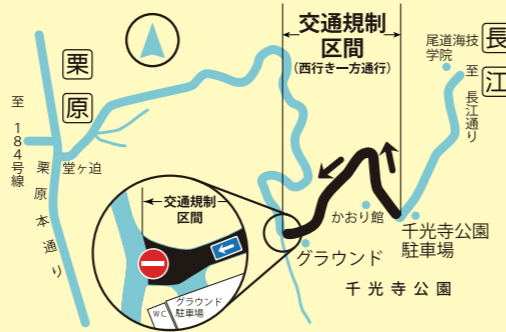 交通規制
区間
(西行き一方通行)
尾道海技
学院
長
江
至 長江通り
栗
原
至 184号線
栗原本通り
堂ヶ迫
交通規制
区間
かおり館
千光寺公園
駐車場
グラウンド
千光寺公園
WC
グラウンド
駐車場